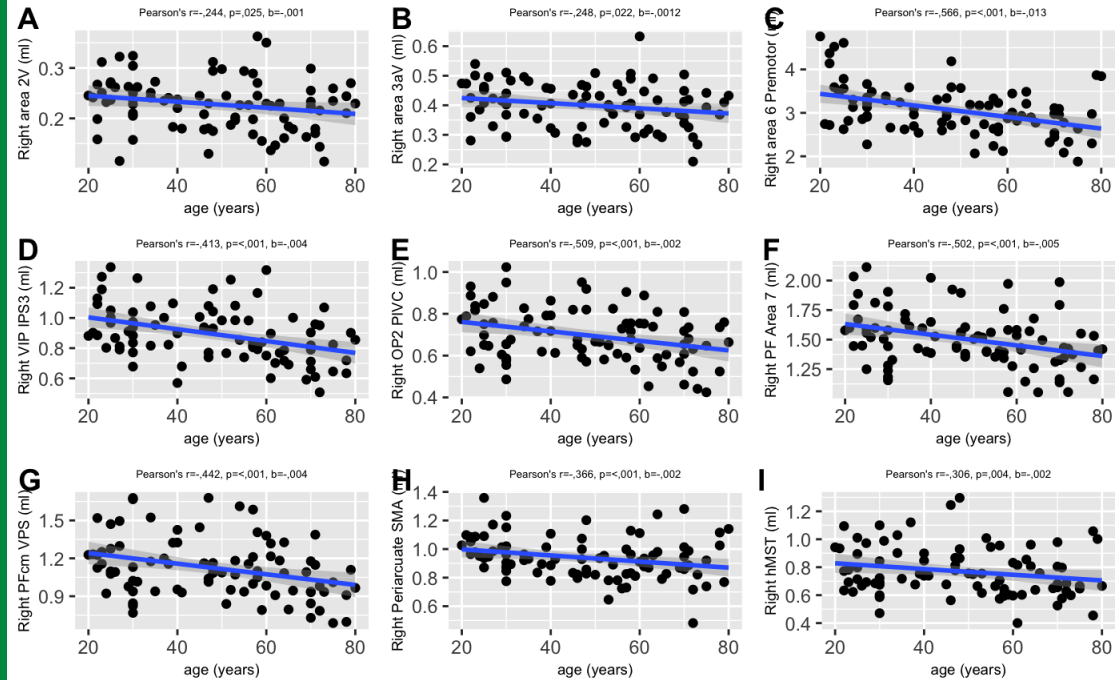 A
Pearson's r=-,244, p=,025, b=-,001
Right area 2V (ml)
0.3
0.2
20 40 60 80
age (years)
B
Pearson's r=-,248, p=,022, b=-,0012
Right area 3aV (ml)
0.6
0.5
0.4
0.3
0.2
20 40 60 80
age (years)
C
Pearson's r=-,566, p=<,001, b=-,013
Right area 6 Premotor
4
3
2
20 40 60 80
age (years)
D
Pearson's r=-,413, p=<,001, b=-,004
Right VIP IPS3 (ml)
1.2
1.0
0.8
0.6
20 40 60 80
age (years)
E
Pearson's r=-,509, p=<,001, b=-,002
Right OP2 PIVC (ml)
1.0
0.8
0.6
0.4
20 40 60 80
age (years)
F
Pearson's r=-,502, p=<,001, b=-,005
Right PF Area 7 (ml)
2.00
1.75
1.50
1.25
20 40 60 80
age (years)
G
Pearson's r=-,442, p=<,001, b=-,004
Right PFcm VPS (ml)
1.5
1.2
0.9
20 40 60 80
age (years)
H
Pearson's r=-,366, p=<,001, b=-,002
Right Periarcuate SMA
1.4
1.2
1.0
0.8
0.6
20 40 60 80
age (years)
I
Pearson's r=-,306, p=,004, b=-,002
Right hMST (ml)
1.2
1.0
0.8
0.6
0.4
20 40 60 80
age (years)